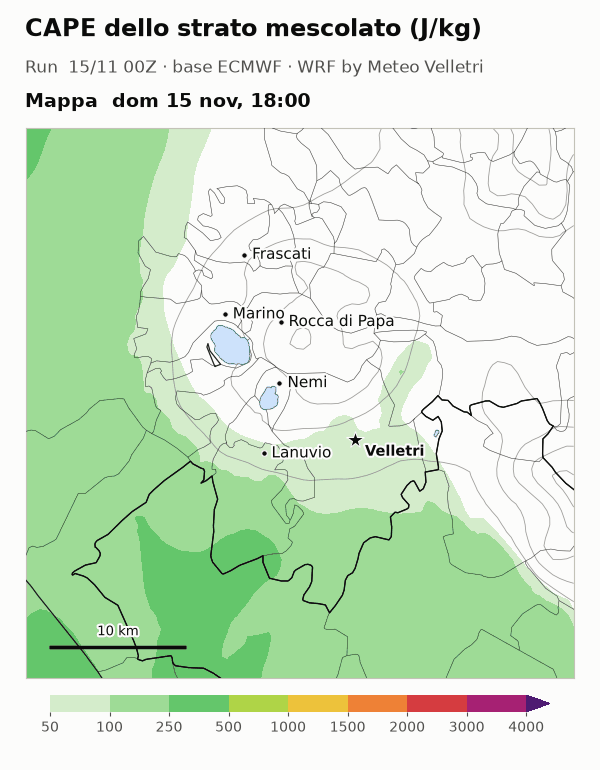 CAPE dello strato mescolato (J/kg)
Run  15/11 00Z · base ECMWF · WRF by Meteo Velletri
Mappa  dom 15 nov, 18:00
Frascati
Marino
Rocca di Papa
Nemi
Velletri
Lanuvio
10 km
50 100 250 500 1000 1500 2000 3000 4000